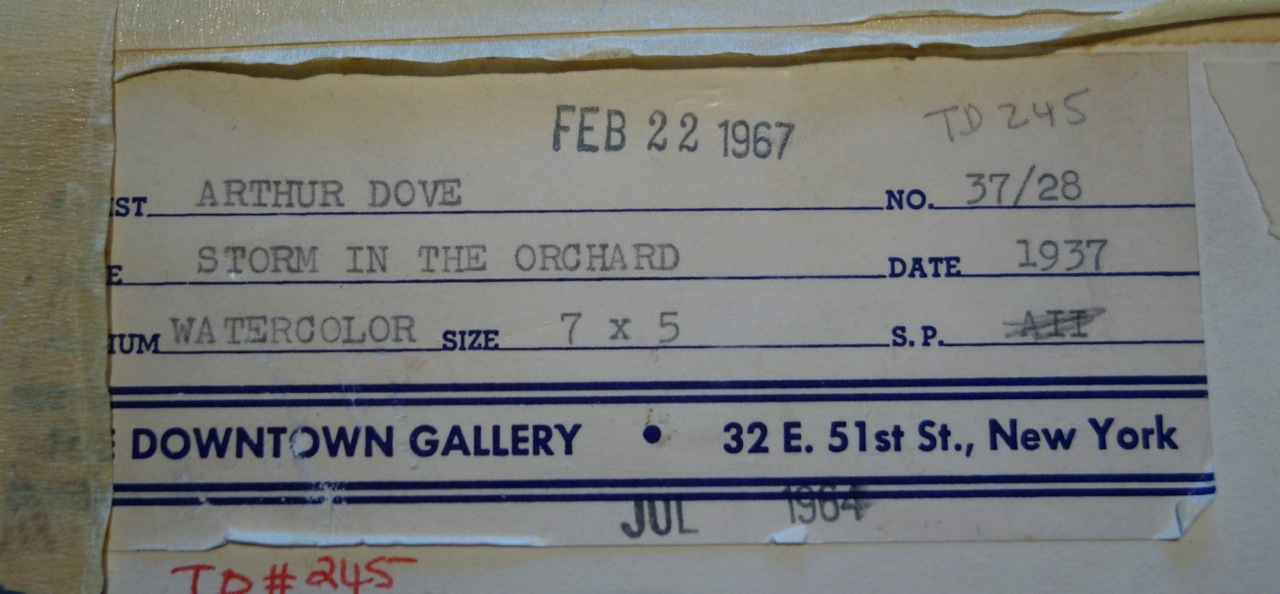 FEB 22 1967 TD 245
IST ARTHUR DOVE NO. 37/28
E STORM IN THE ORCHARD DATE 1937
IUM WATERCOLOR SIZE 7 x 5 S.P. AII
E DOWNTOWN GALLERY • 32 E. 51st St., New York
JUL 1964
TD # 245